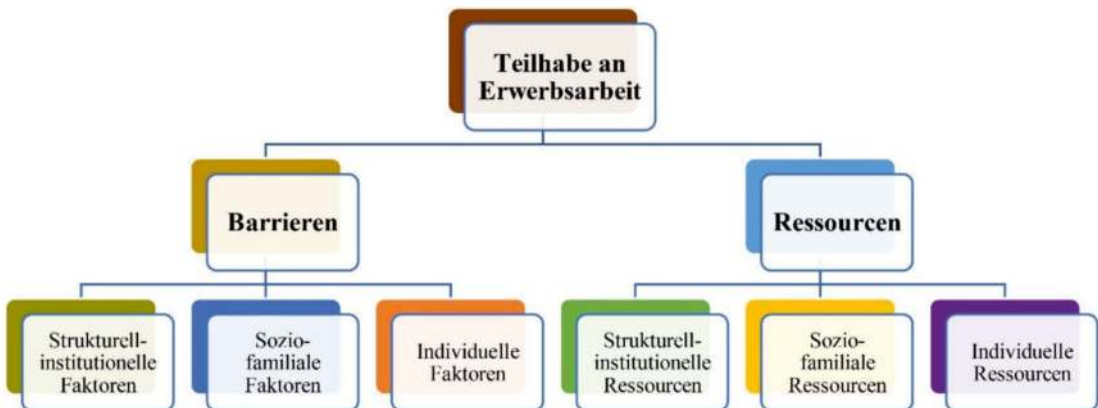 Teilhabe an
Erwerbsarbeit
Barrieren
Ressourcen
Strukturell-
institutionelle
Faktoren
Sozio-
familiale
Faktoren
Individuelle
Faktoren
Strukturell-
institutionelle
Ressourcen
Sozio-
familiale
Ressourcen
Individuelle
Ressourcen